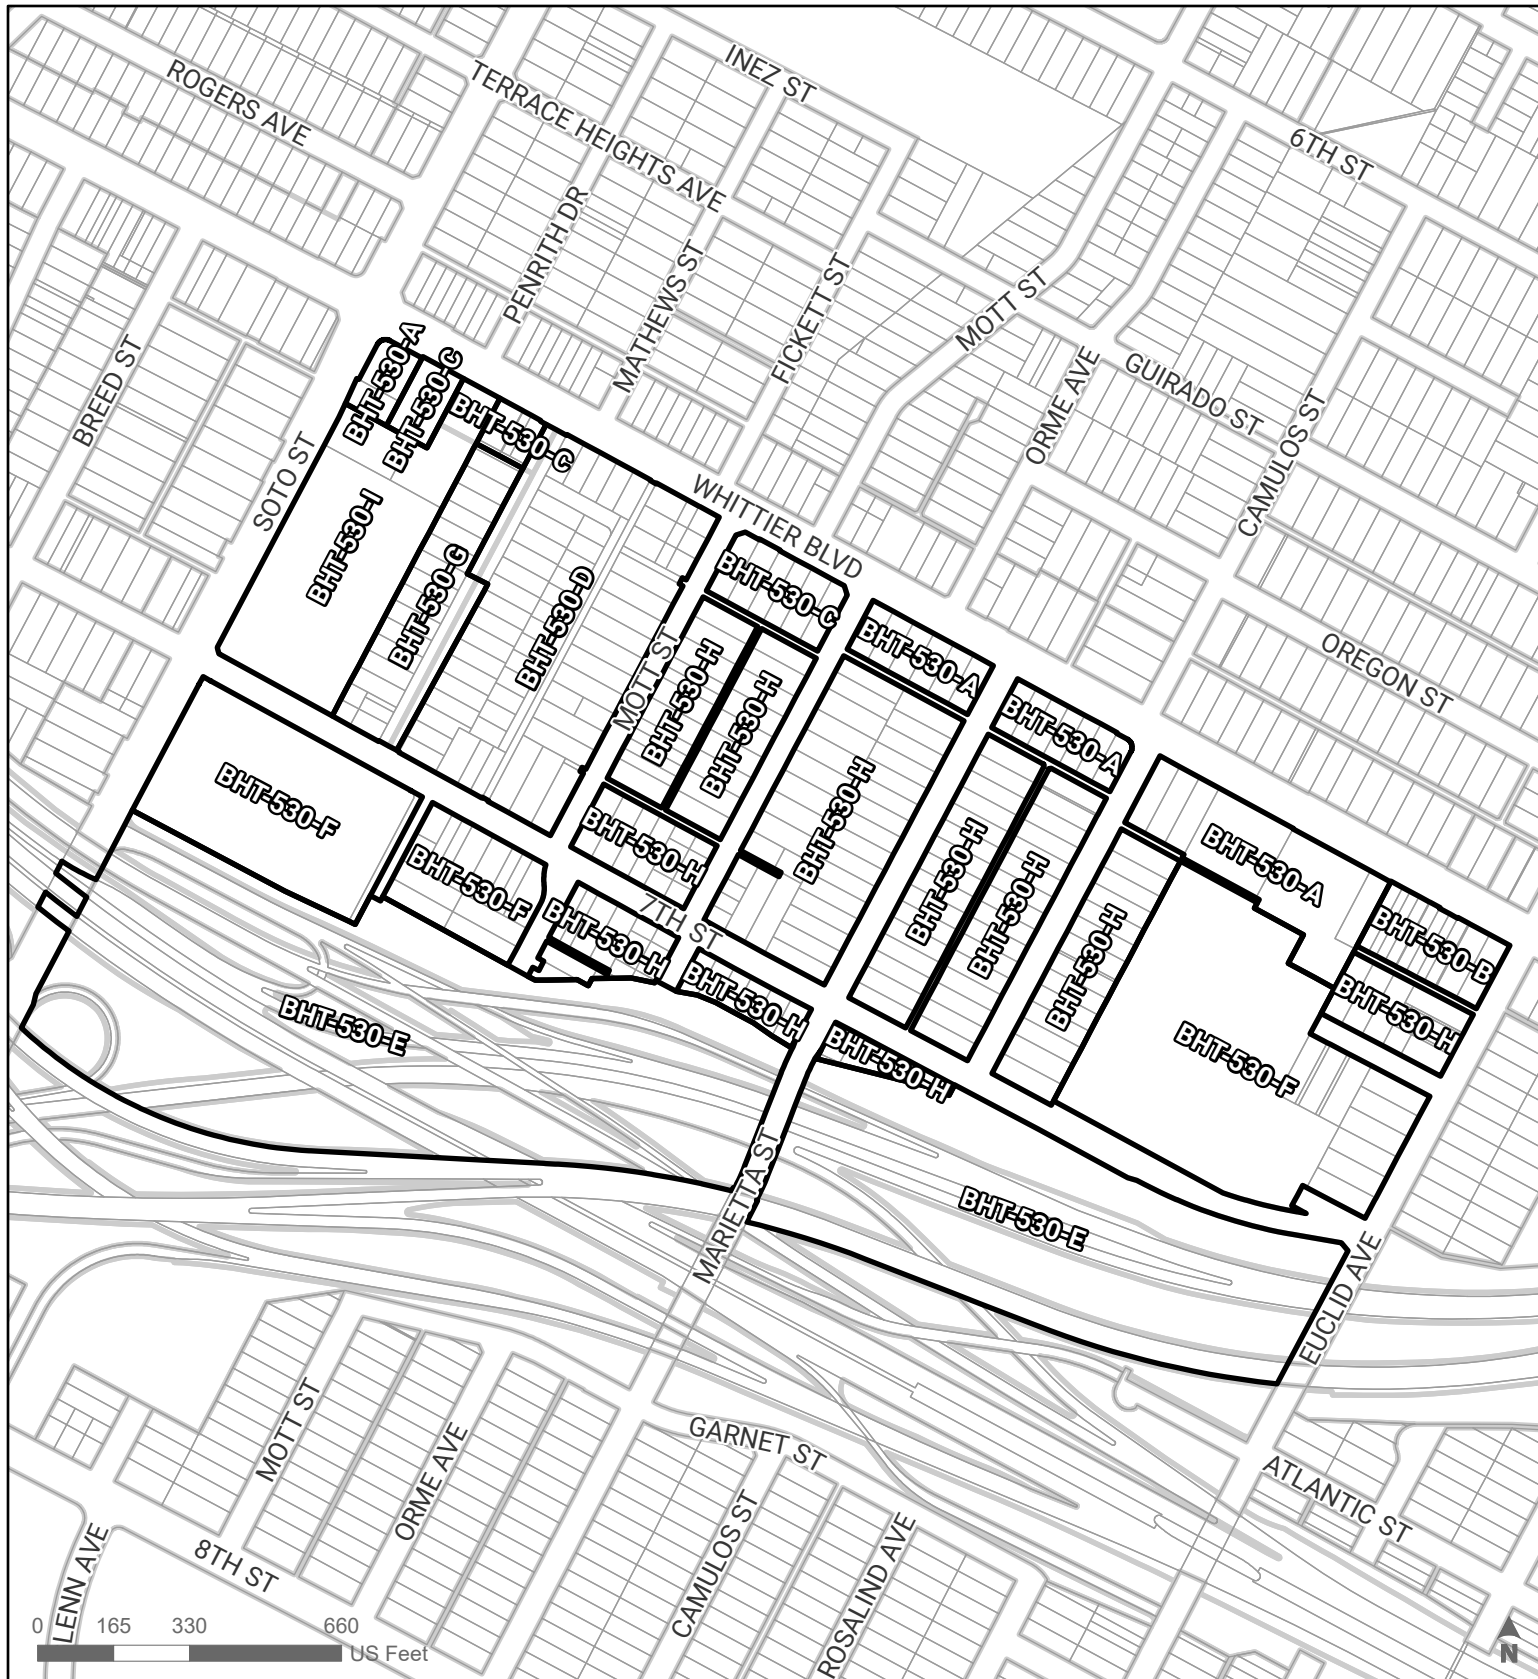 INEZ ST
ROGERS AVE
TERRACE HEIGHTS AVE
6TH ST
PENRITH DR
MATHEWS ST
FICKETT ST
MOTT ST
BREED ST
BHT-530-A
BHT-530-C
BHT-530-C
ORME AVE
GUIRADO ST
CAMULOS ST
SOTO ST
WHITTIER BLVD
BHT-530-I
BHT-530-G
BHT-530-D
BHT-530-C
MOTT ST
BHT-530-H
BHT-530-H
BHT-530-A
OREGON ST
BHT-530-A
BHT-530-F
BHT-530-H
BHT-530-H
BHT-530-A
BHT-530-F
BHT-530-H
BHT-530-H
BHT-530-H
7TH ST
BHT-530-H
BHT-530-B
BHT-530-H
BHT-530-H
BHT-530-E
BHT-530-H
BHT-530-H
BHT-530-F
MARIETTA ST
BHT-530-E
EUCLID AVE
MOTT ST
ORME AVE
GARNET ST
ATLANTIC ST
CAMULOS ST
ROSALIND AVE
LENN AVE
8TH ST
0 165 330 660
US Feet
N